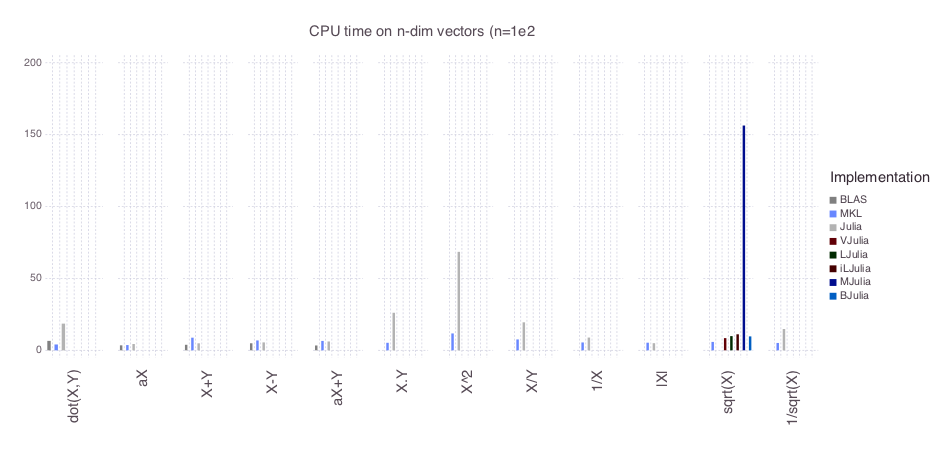 CPU time on n-dim vectors (n=1e2
200
150
100
50
0
dot(X,Y)
aX
X+Y
X-Y
aX+Y
X.Y
X^2
X/Y
1/X
|X|
sqrt(X)
1/sqrt(X)
Implementation
BLAS
MKL
Julia
VJulia
LJulia
iLJulia
MJulia
BJulia